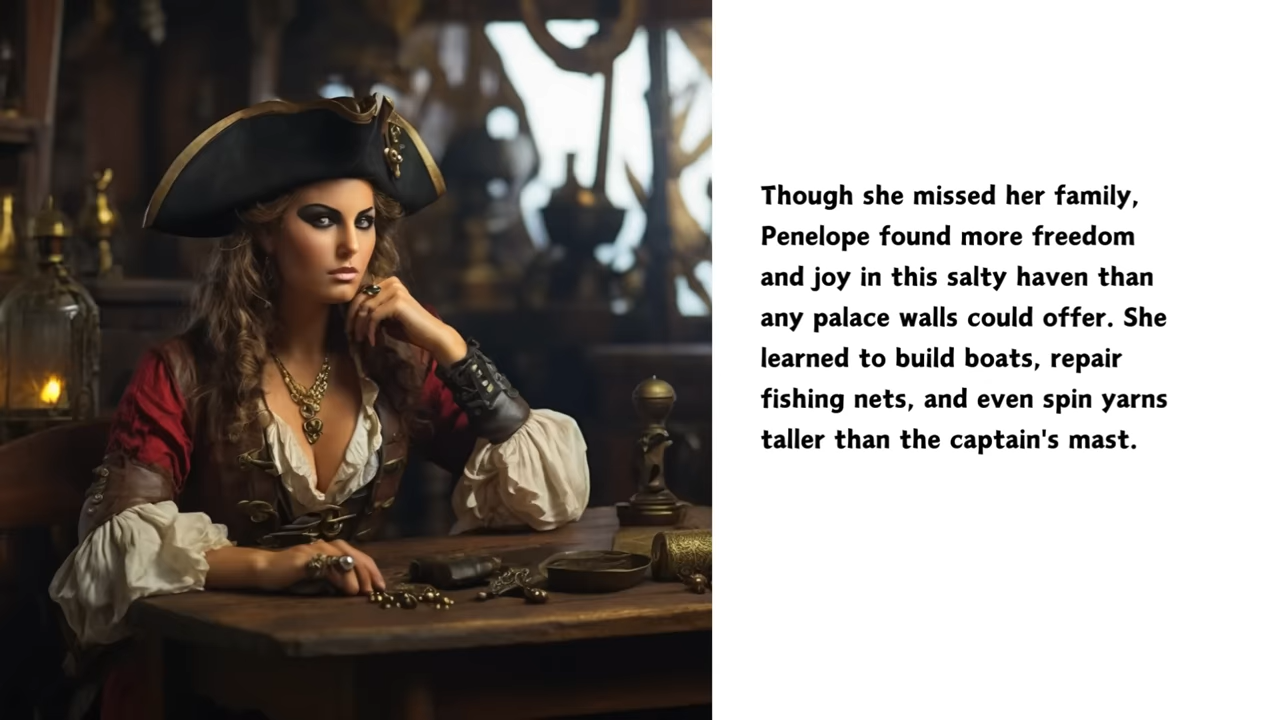 Though she missed her family,
Penelope found more freedom
and joy in this salty haven than
any palace walls could offer. She
learned to build boats, repair
fishing nets, and even spin yarns
taller than the captain's mast.